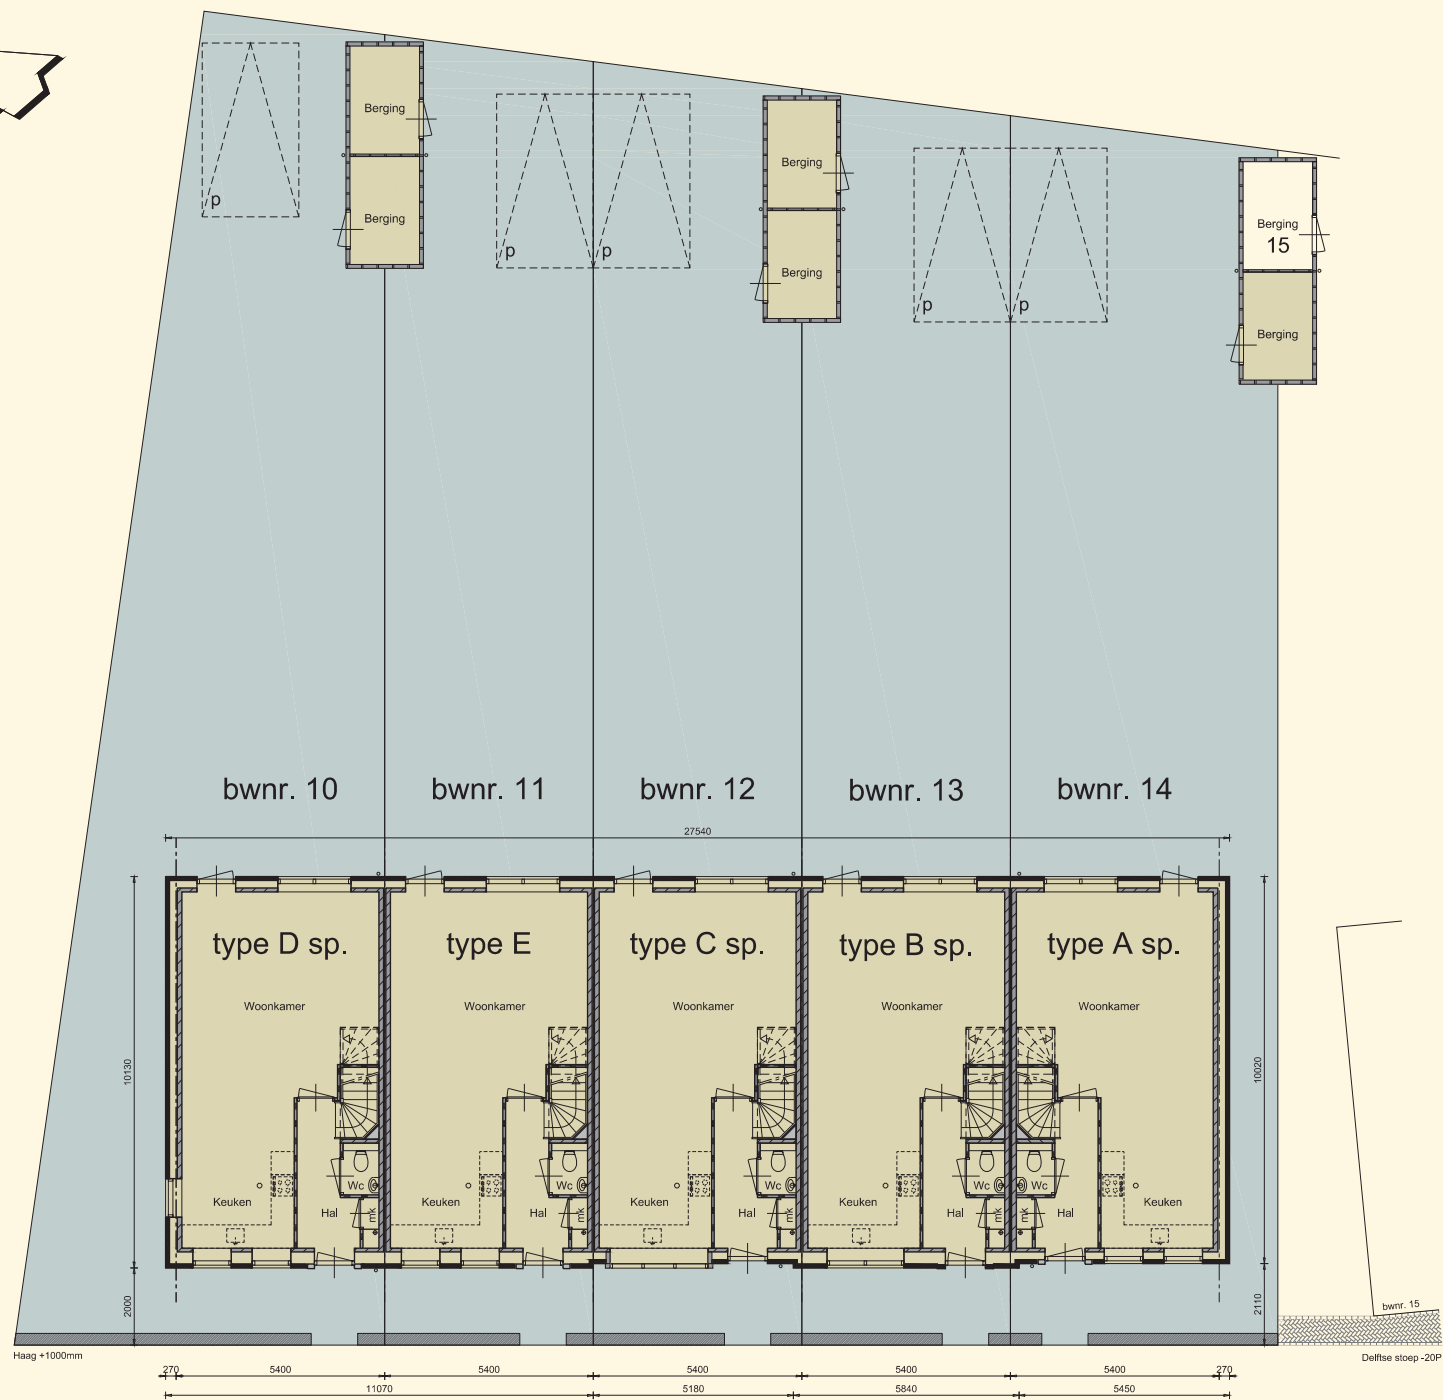 Berging
Berging
p
p
p
Berging
Berging
p
p
Berging
15
Berging
bwnr. 10
bwnr. 11
bwnr. 12
bwnr. 13
bwnr. 14
27540
type D sp.
type E
type C sp.
type B sp.
type A sp.
Woonkamer
Woonkamer
Woonkamer
Woonkamer
Woonkamer
10130
10020
Wc
Wc
Wc
Wc
Wc
Keuken
Keuken
Keuken
Keuken
Keuken
Hal
Hal
Hal
Hal
Hal
mk
mk
mk
mk
mk
2000
2110
bwnr. 15
Haag +1000mm
Delftse stoep -20P
270
5400
5400
5400
5400
5400
270
11070
5180
5840
5450